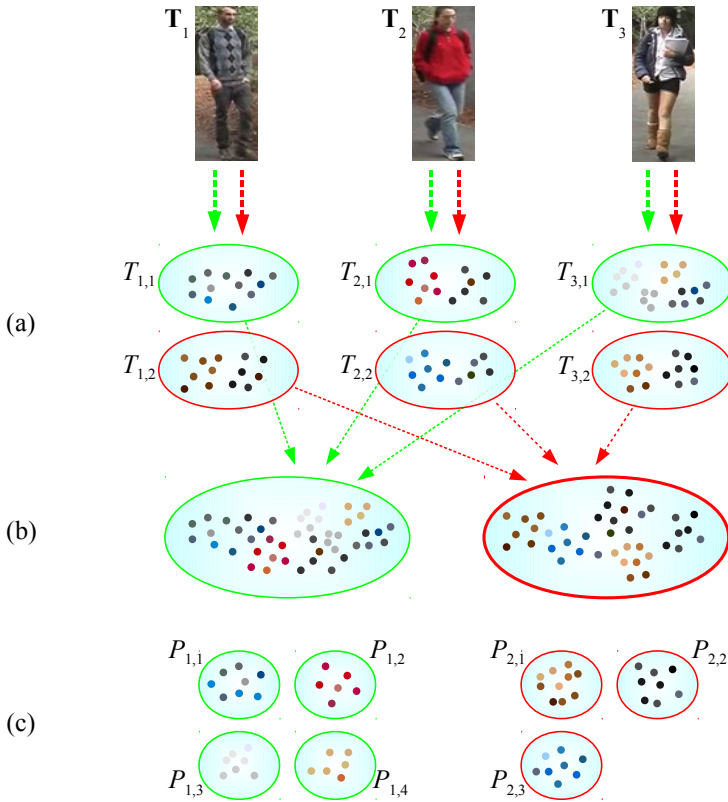 T1 T2 T3
T1,1 T2,1 T3,1
(a)
T1,2 T2,2 T3,2
(b)
P1,1 P1,2 P2,1 P2,2
(c)
P1,3 P1,4 P2,3